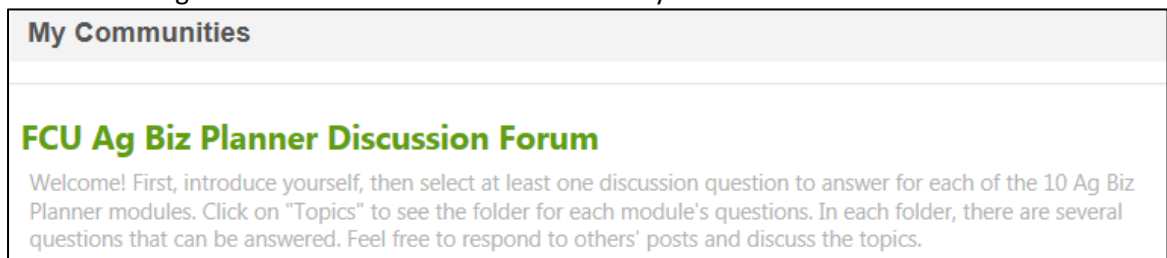 My Communities
FCU Ag Biz Planner Discussion Forum
Welcome! First, introduce yourself, then select at least one discussion question to answer for each of the 10 Ag Biz
Planner modules. Click on "Topics" to see the folder for each module's questions. In each folder, there are several
questions that can be answered. Feel free to respond to others' posts and discuss the topics.